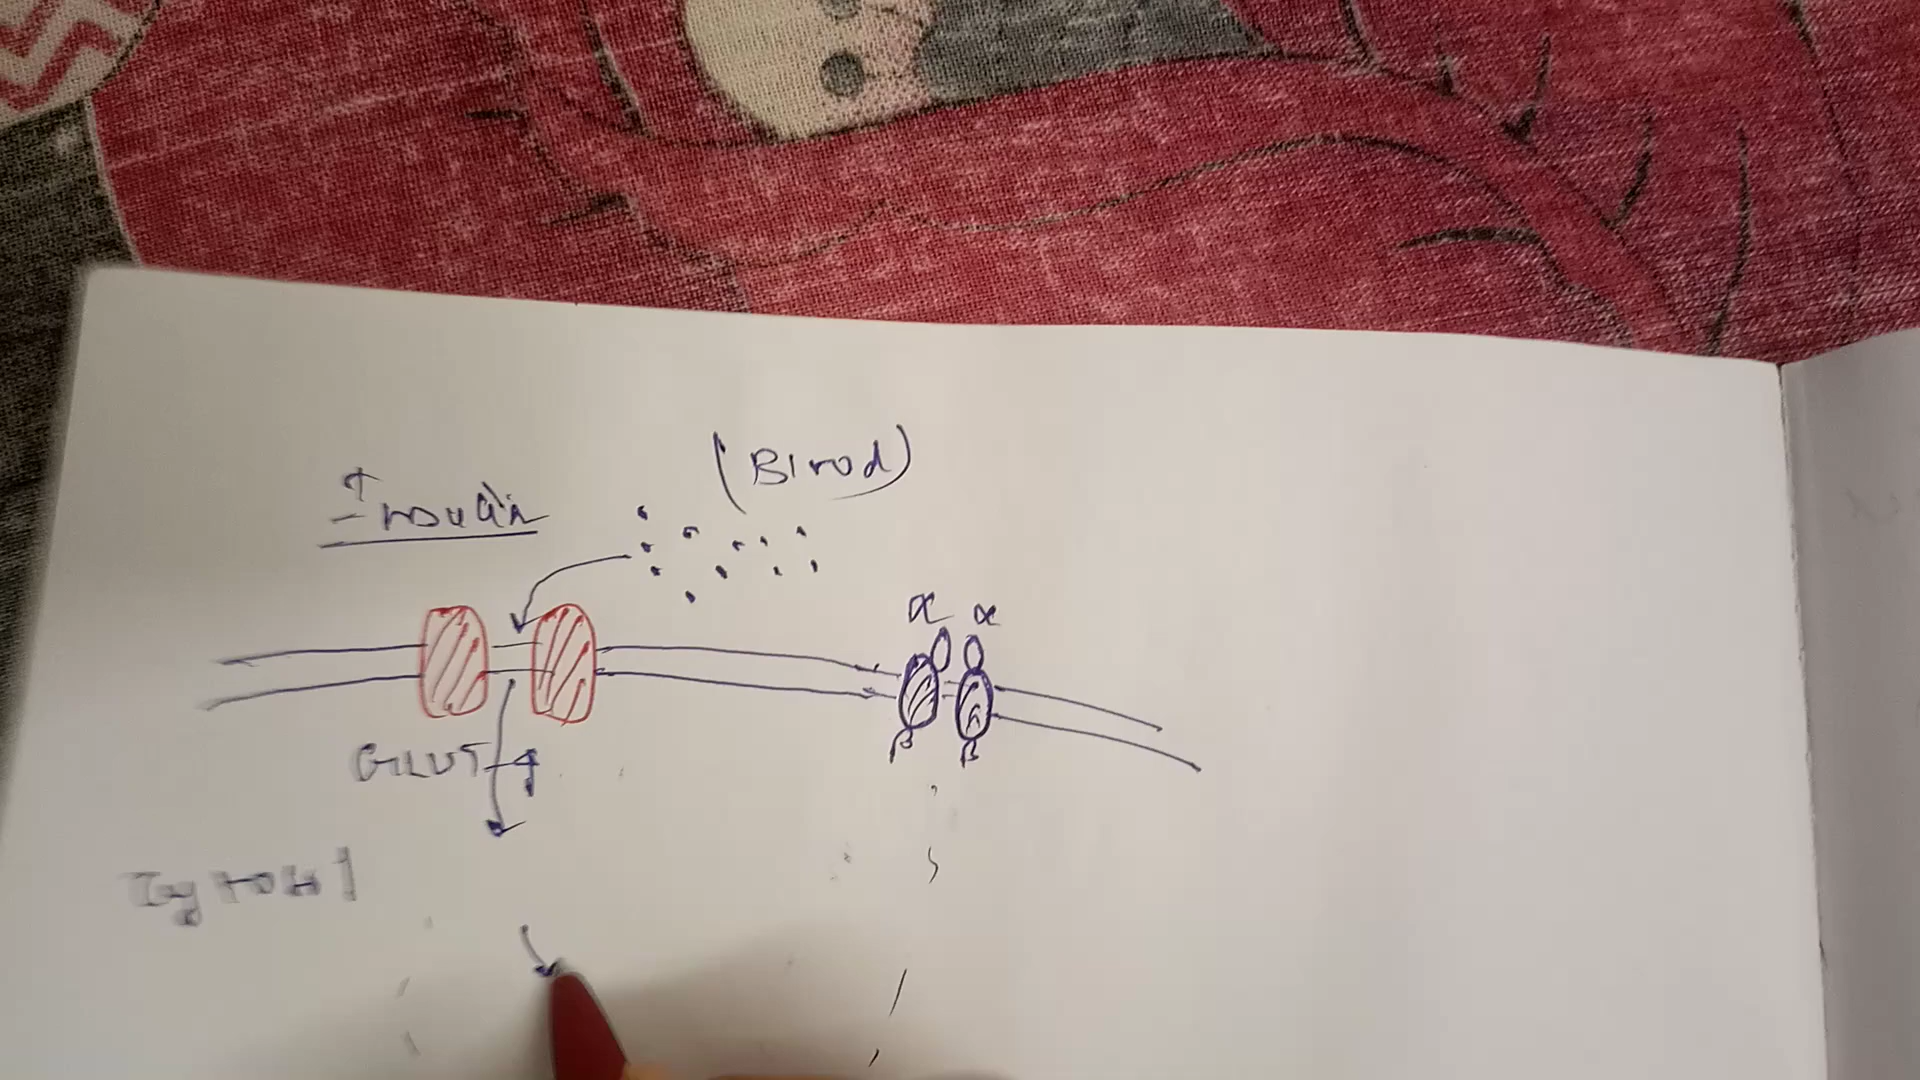 (Blood)
↑
Insulin
α α
β β
GLUT-4
Cytosol